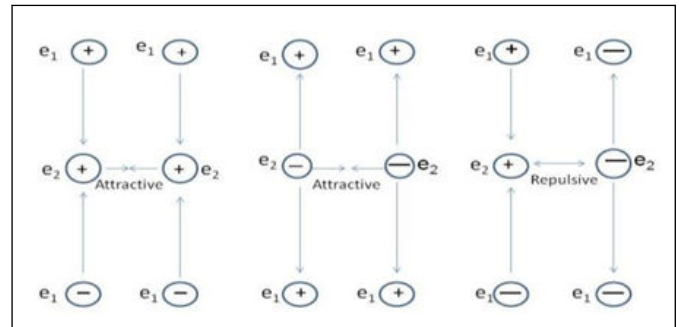 e₁ + e₁ + e₁ + e₁ + e₁ + e₁ —
e₂ + + e₂ e₂ – — e₂ e₂ + — e₂
Attractive Attractive Repulsive
e₁ – e₁ – e₁ + e₁ + e₁ — e₁ —